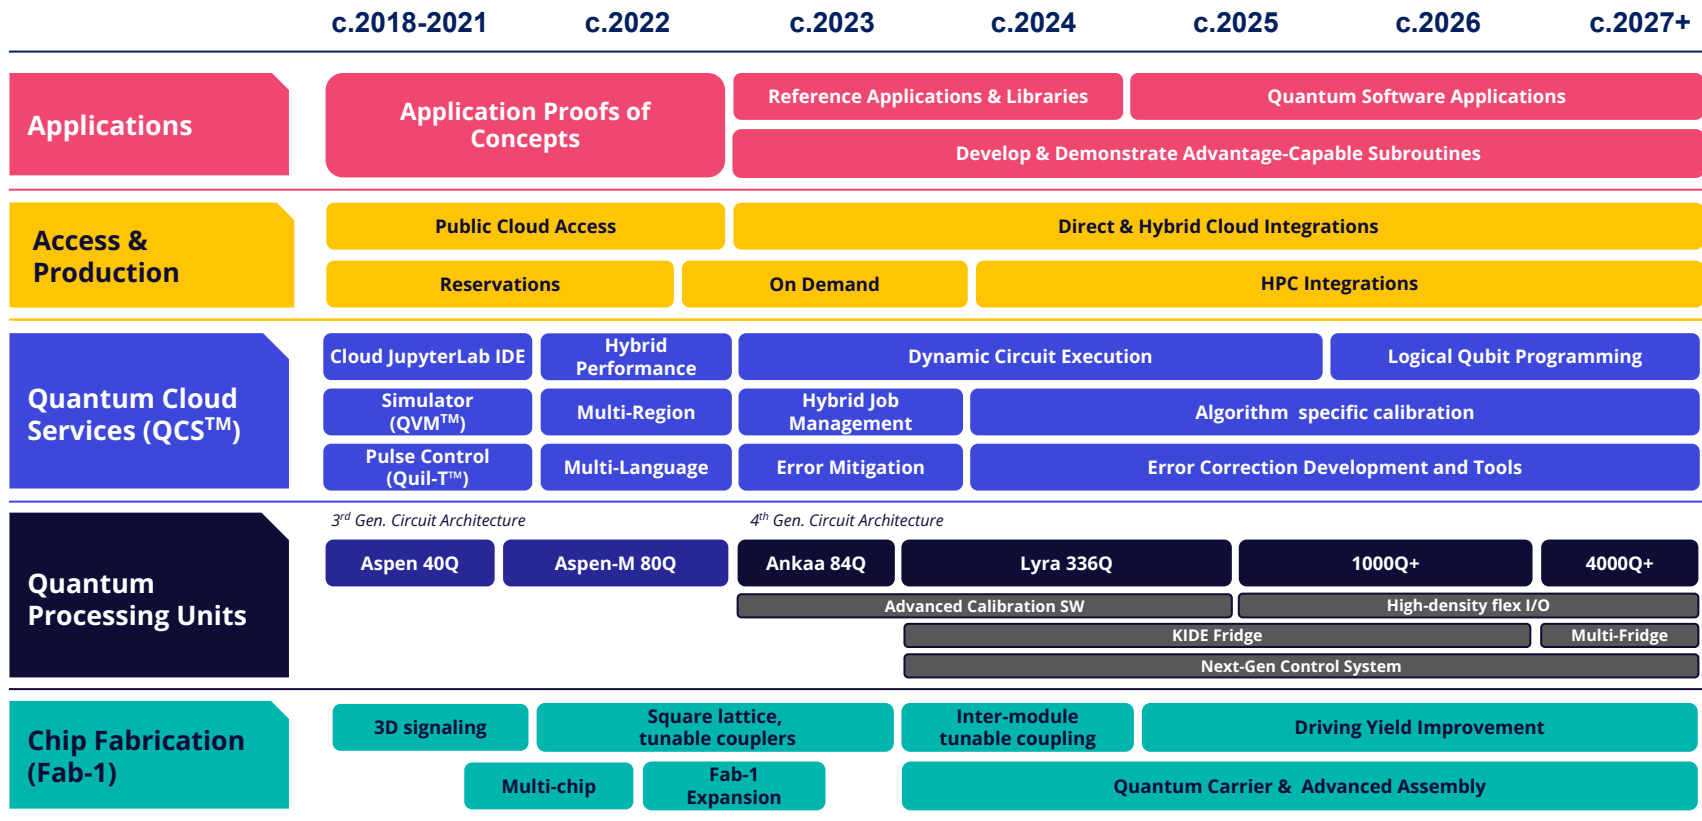 c.2018-2021 c.2022 c.2023 c.2024 c.2025 c.2026 c.2027+
Applications
Application Proofs of
Concepts
Reference Applications & Libraries
Quantum Software Applications
Develop & Demonstrate Advantage-Capable Subroutines
Access &
Production
Public Cloud Access
Direct & Hybrid Cloud Integrations
Reservations
On Demand
HPC Integrations
Quantum Cloud
Services (QCS™)
Cloud JupyterLab IDE
Hybrid
Performance
Dynamic Circuit Execution
Logical Qubit Programming
Simulator
(QVM™)
Multi-Region
Hybrid Job
Management
Algorithm  specific calibration
Pulse Control
(Quil-T™)
Multi-Language
Error Mitigation
Error Correction Development and Tools
Quantum
Processing Units
3rd Gen. Circuit Architecture
4th Gen. Circuit Architecture
Aspen 40Q
Aspen-M 80Q
Ankaa 84Q
Lyra 336Q
1000Q+
4000Q+
Advanced Calibration SW
High-density flex I/O
KIDE Fridge
Multi-Fridge
Next-Gen Control System
Chip Fabrication
(Fab-1)
3D signaling
Square lattice,
tunable couplers
Inter-module
tunable coupling
Driving Yield Improvement
Multi-chip
Fab-1
Expansion
Quantum Carrier &  Advanced Assembly